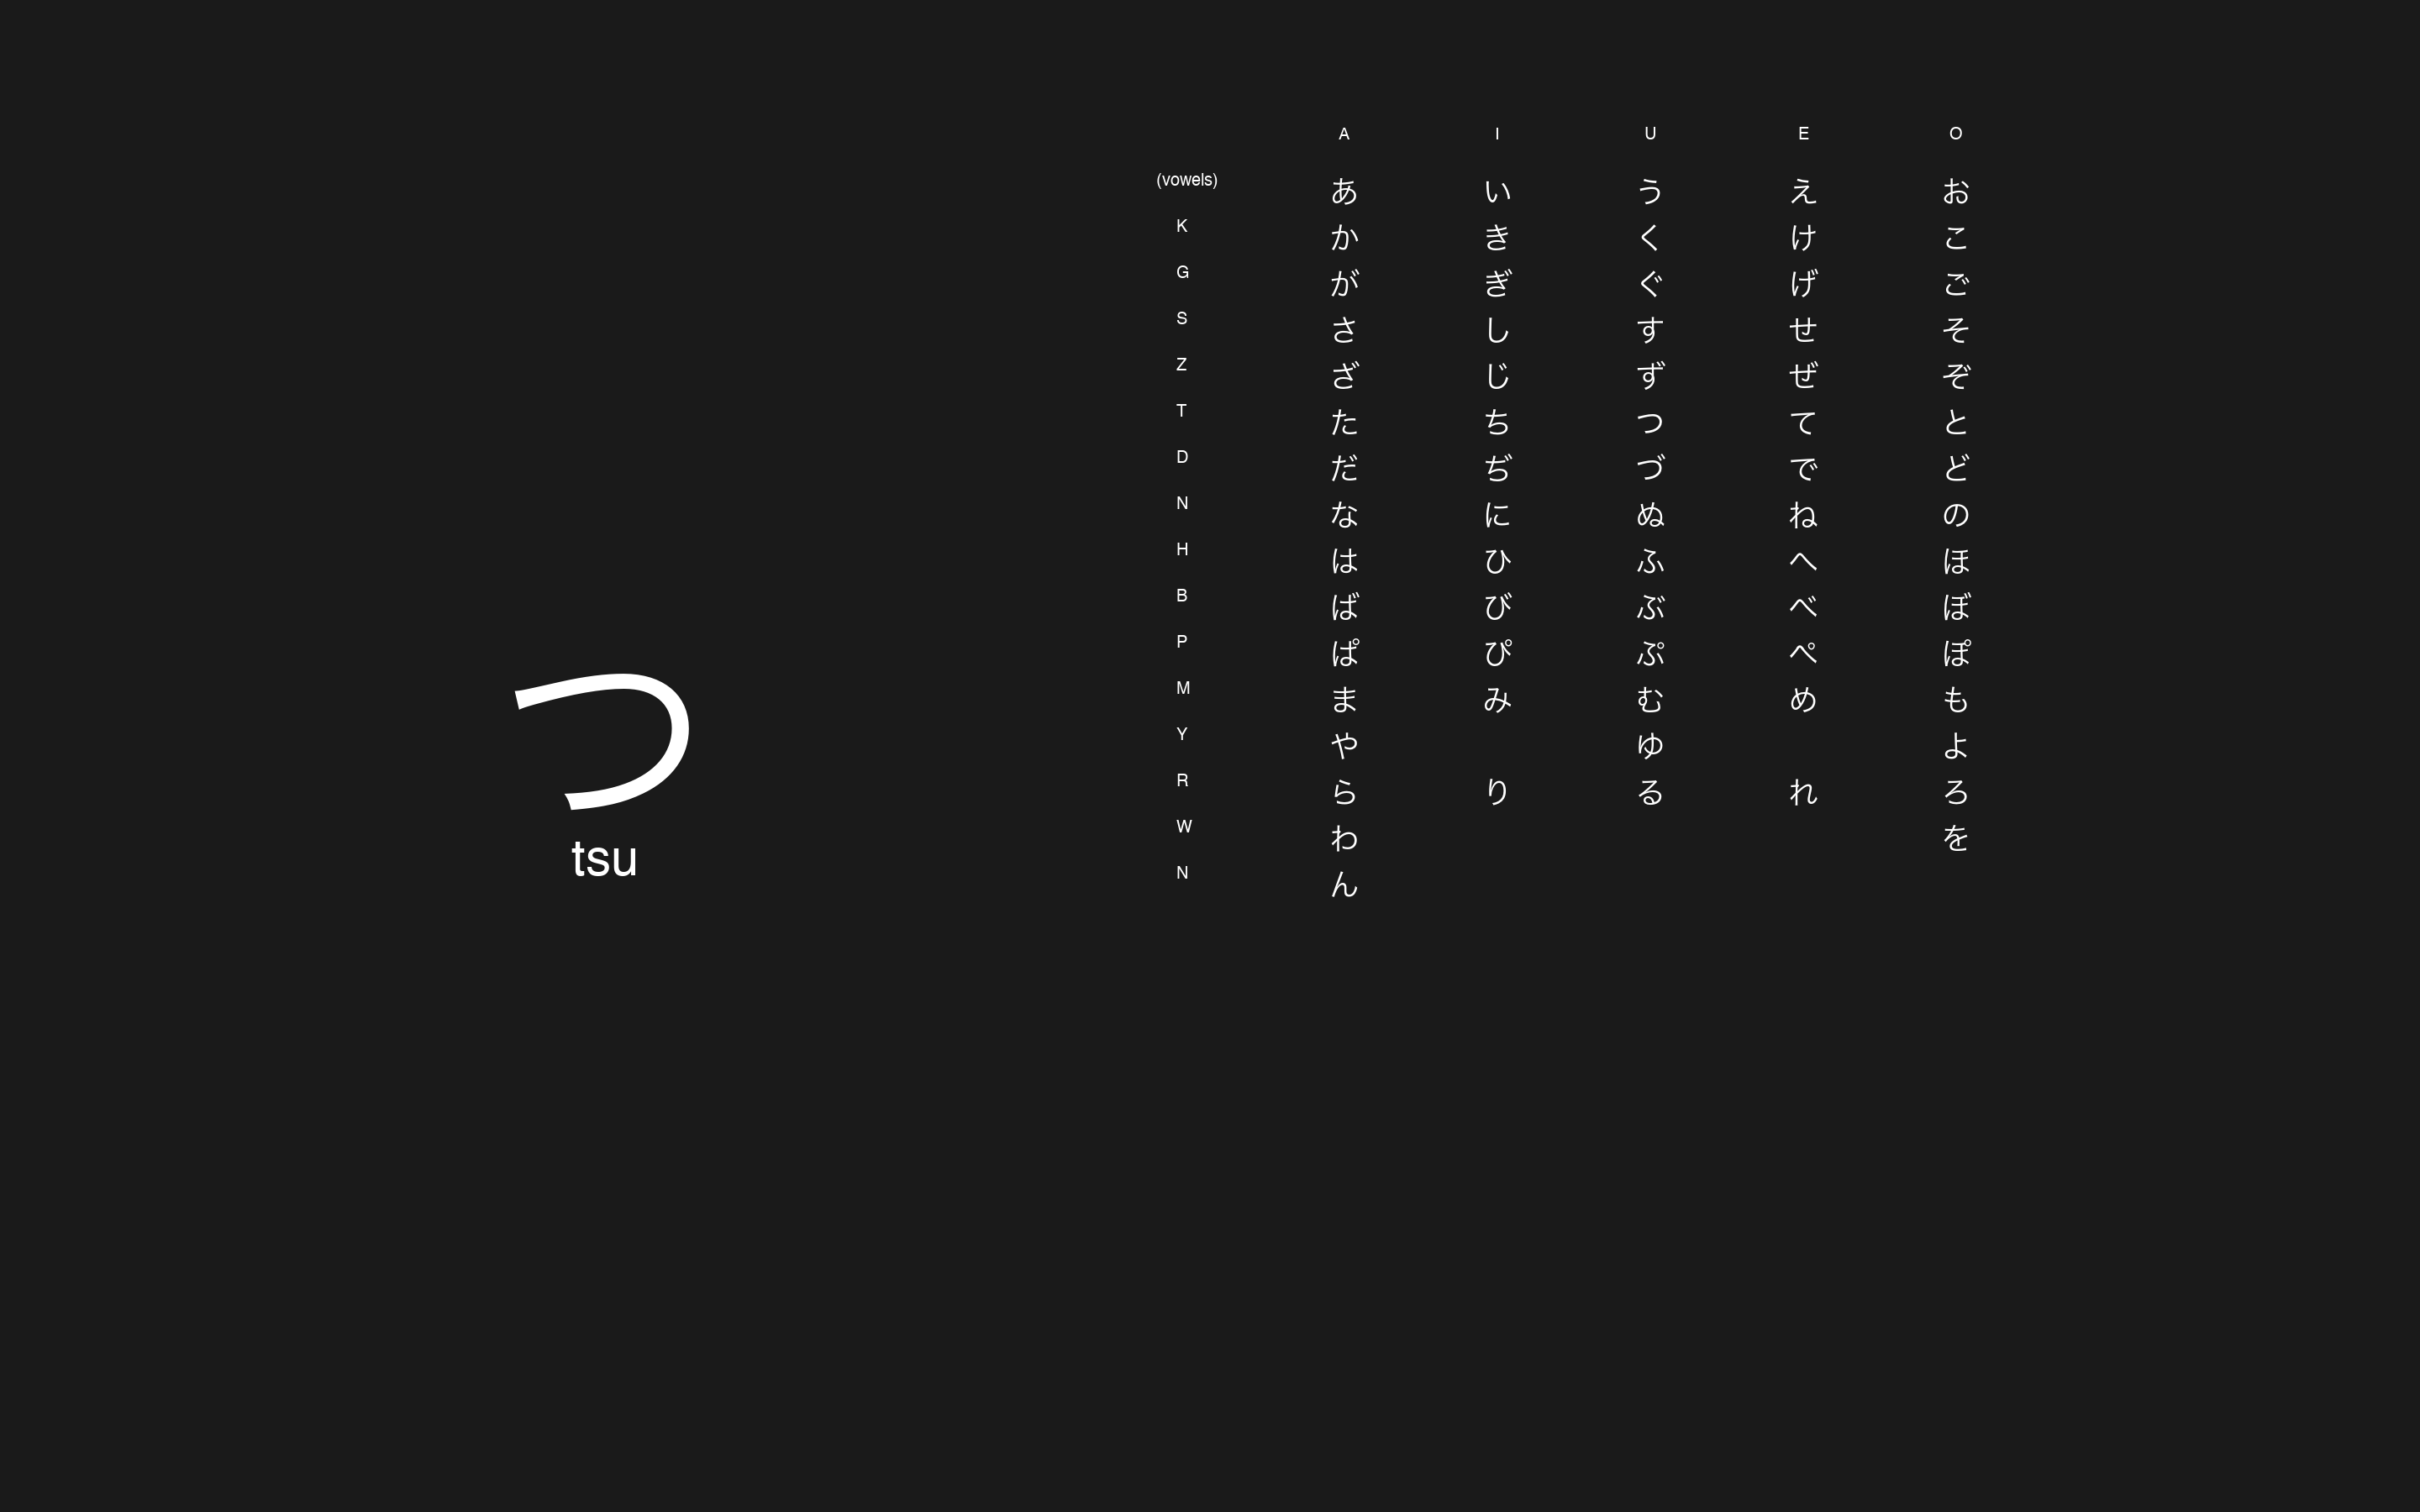 つ
tsu
A I U E O
(vowels) あ い う え お
K か き く け こ
G が ぎ ぐ げ ご
S さ し す せ そ
Z ざ じ ず ぜ ぞ
T た ち つ て と
D だ ぢ づ で ど
N な に ぬ ね の
H は ひ ふ へ ほ
B ば び ぶ べ ぼ
P ぱ ぴ ぷ ぺ ぽ
M ま み む め も
Y や ゆ よ
R ら り る れ ろ
W わ を
N ん